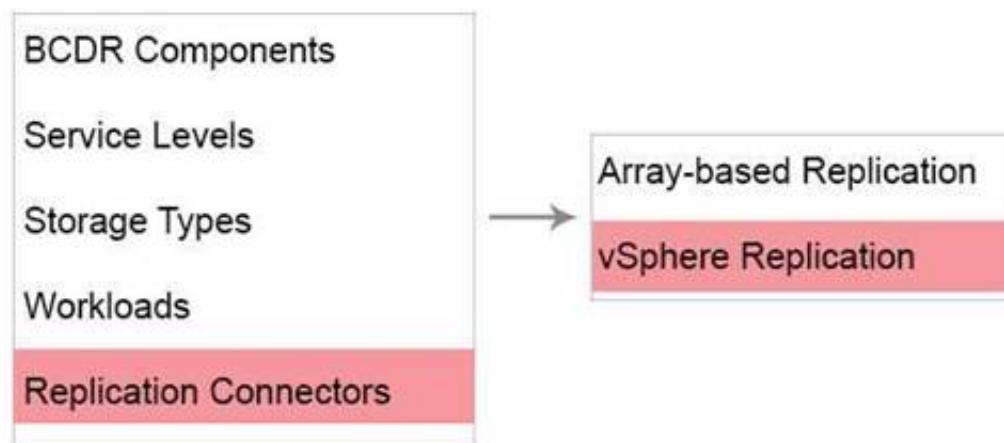 BCDR Components
Service Levels
Storage Types
Workloads
Replication Connectors
Array-based Replication
vSphere Replication